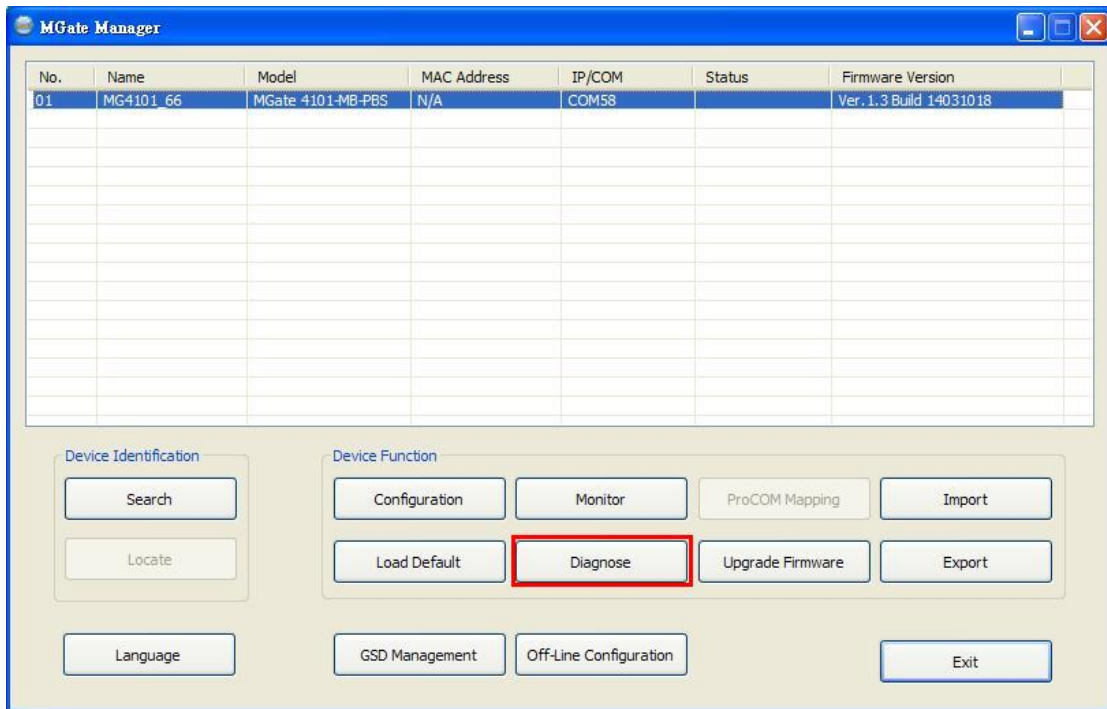 MGate Manager
No. Name Model MAC Address IP/COM Status Firmware Version
01 MG4101_66 MGate 4101-MB-PBS N/A COM58 Ver. 1.3 Build 14031018
Device Identification Device Function
Search Configuration Monitor ProCOM Mapping Import
Locate Load Default Diagnose Upgrade Firmware Export
Language GSD Management Off-Line Configuration Exit